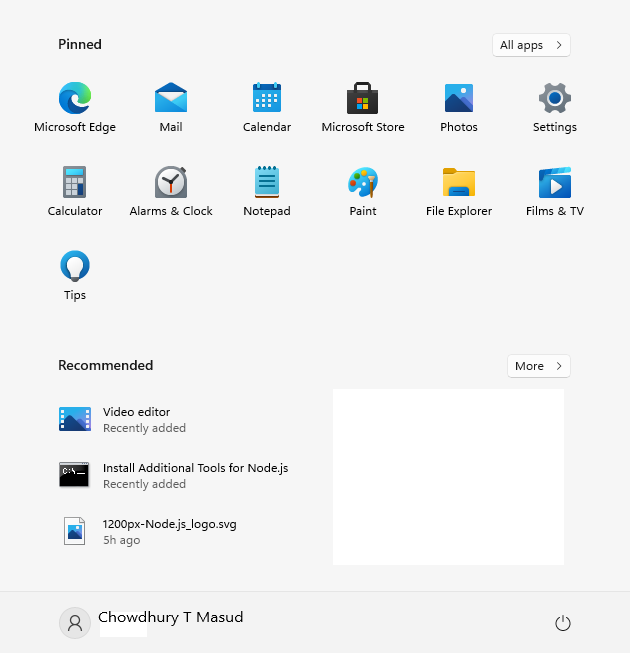 Pinned
All apps
Microsoft Edge
Mail
Calendar
Microsoft Store
Photos
Settings
Calculator
Alarms & Clock
Notepad
Paint
File Explorer
Films & TV
Tips
Recommended
More
Video editor
Recently added
C:\_
Install Additional Tools for Node.js
Recently added
1200px-Node.js_logo.svg
5h ago
Chowdhury T Masud